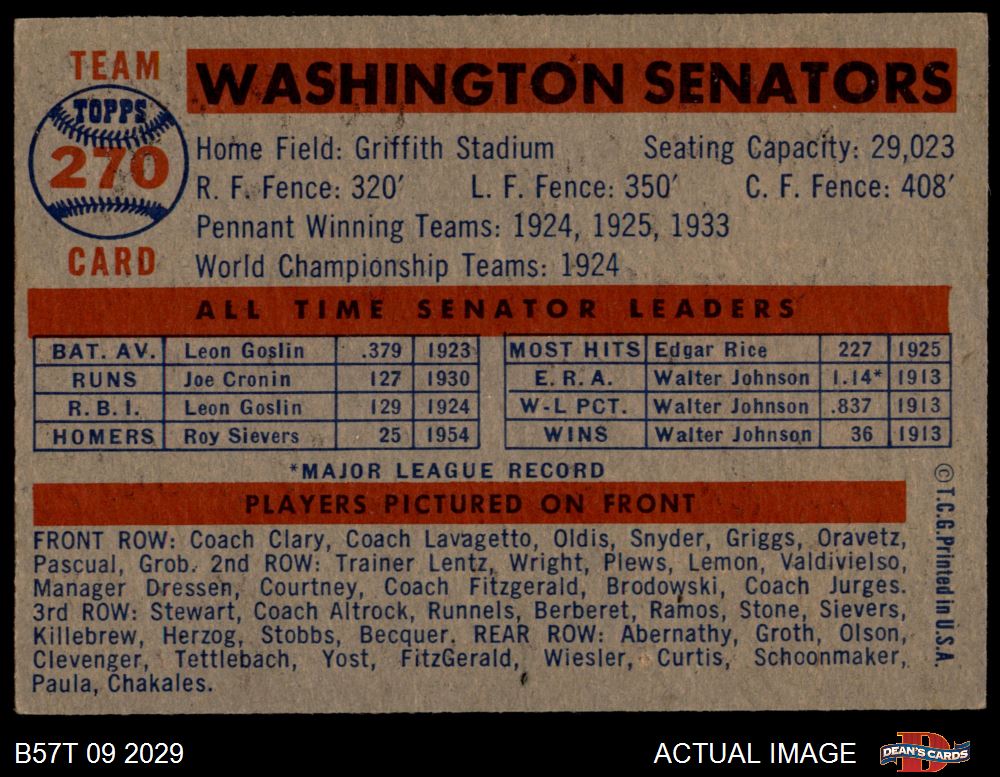 TEAM
TOPPS
270
CARD
WASHINGTON SENATORS
Home Field: Griffith Stadium Seating Capacity: 29,023
R. F. Fence: 320′ L. F. Fence: 350′ C. F. Fence: 408′
Pennant Winning Teams: 1924, 1925, 1933
World Championship Teams: 1924
ALL TIME SENATOR LEADERS
BAT. AV. Leon Goslin .379 1923 MOST HITS Edgar Rice 227 1925
RUNS Joe Cronin 127 1930 E. R. A. Walter Johnson 1.14* 1913
R. B. I. Leon Goslin 129 1924 W-L PCT. Walter Johnson .837 1913
HOMERS Roy Sievers 25 1954 WINS Walter Johnson 36 1913
*MAJOR LEAGUE RECORD
PLAYERS PICTURED ON FRONT
FRONT ROW: Coach Clary, Coach Lavagetto, Oldis, Snyder, Griggs, Oravetz,
Pascual, Grob. 2nd ROW: Trainer Lentz, Wright, Plews, Lemon, Valdivielso,
Manager Dressen, Courtney, Coach Fitzgerald, Brodowski, Coach Jurges.
3rd ROW: Stewart, Coach Altrock, Runnels, Berberet, Ramos, Stone, Sievers,
Killebrew, Herzog, Stobbs, Becquer. REAR ROW: Abernathy, Groth, Olson,
Clevenger, Tettlebach, Yost, FitzGerald, Wiesler, Curtis, Schoonmaker,
Paula, Chakales.
© T.C.G. Printed in U.S.A.
B57T 09 2029 ACTUAL IMAGE
DEAN'S CARDS